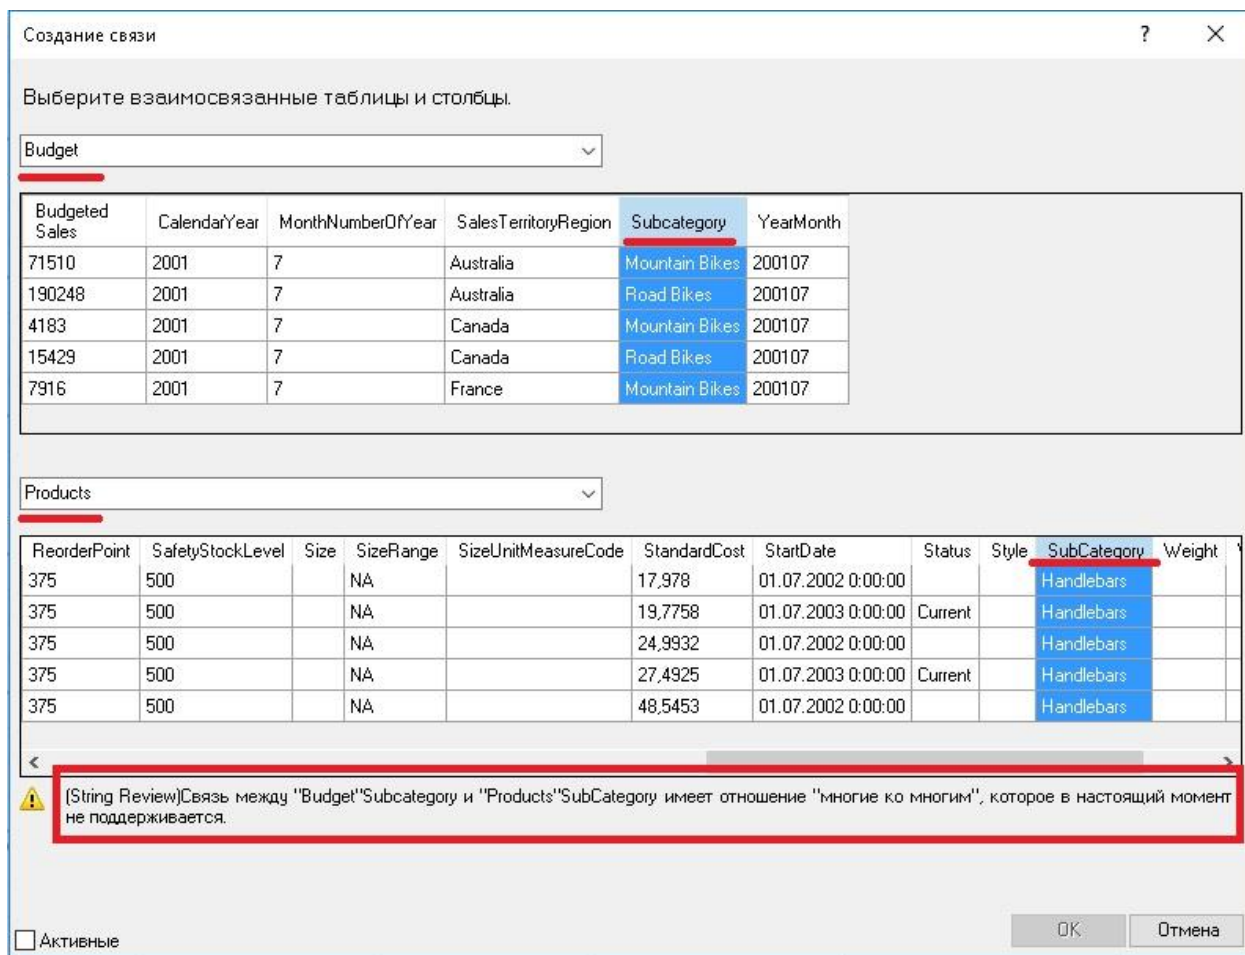 Создание связи ? ×
Выберите взаимосвязанные таблицы и столбцы.
Budget
Budgeted Sales CalendarYear MonthNumberOfYear SalesTerritoryRegion Subcategory YearMonth
71510 2001 7 Australia Mountain Bikes 200107
190248 2001 7 Australia Road Bikes 200107
4183 2001 7 Canada Mountain Bikes 200107
15429 2001 7 Canada Road Bikes 200107
7916 2001 7 France Mountain Bikes 200107
Products
ReorderPoint SafetyStockLevel Size SizeRange SizeUnitMeasureCode StandardCost StartDate Status Style SubCategory Weight
375 500 NA 17,978 01.07.2002 0:00:00 Handlebars
375 500 NA 19,7758 01.07.2003 0:00:00 Current Handlebars
375 500 NA 24,9932 01.07.2002 0:00:00 Handlebars
375 500 NA 27,4925 01.07.2003 0:00:00 Current Handlebars
375 500 NA 48,5453 01.07.2002 0:00:00 Handlebars
(String Review)Связь между "Budget"Subcategory и "Products"SubCategory имеет отношение "многие ко многим", которое в настоящий момент
не поддерживается.
Активные
OK Отмена